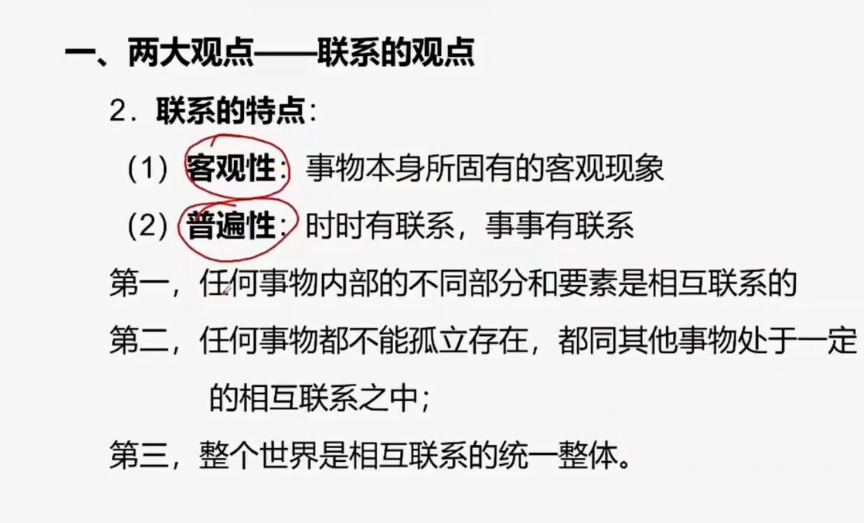 一、两大观点——联系的观点
2．联系的特点：
（1）客观性：事物本身所固有的客观现象
（2）普遍性：时时有联系，事事有联系
第一，任何事物内部的不同部分和要素是相互联系的
第二，任何事物都不能孤立存在，都同其他事物处于一定
的相互联系之中；
第三，整个世界是相互联系的统一整体。